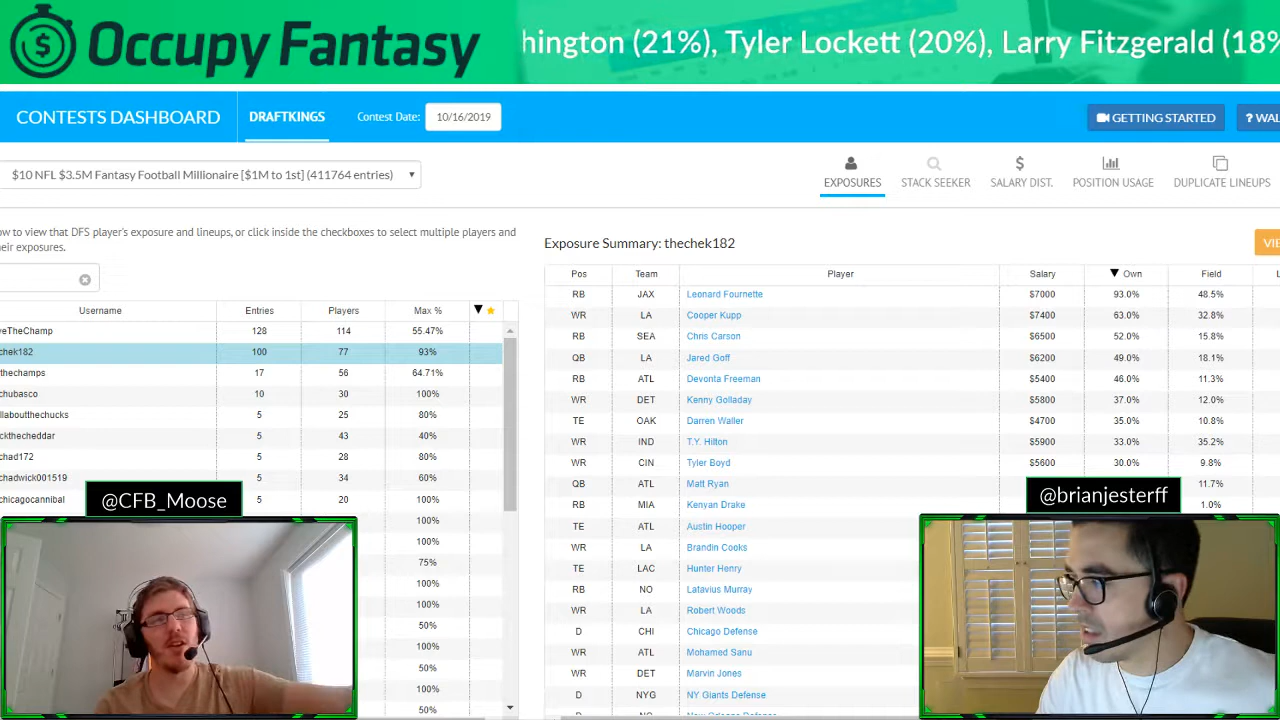 Occupy Fantasy
hington (21%), Tyler Lockett (20%), Larry Fitzgerald (18%
CONTESTS DASHBOARD
DRAFTKINGS
Contest Date:
10/16/2019
GETTING STARTED
? WAL
$10 NFL $3.5M Fantasy Football Millionaire [$1M to 1st] (411764 entries)
EXPOSURES
STACK SEEKER
SALARY DIST.
POSITION USAGE
DUPLICATE LINEUPS
ow to view that DFS player's exposure and lineups, or click inside the checkboxes to select multiple players and
heir exposures.
Exposure Summary: thechek182
VIE
Username Entries Players Max %
veTheChamp 128 114 55.47%
chek182 100 77 93%
thechamps 17 56 64.71%
chubasco 10 30 100%
llaboutthechucks 5 25 80%
ckthecheddar 5 43 40%
chad172 5 28 80%
chadwick001519 5 34 60%
chicagocannibal 5 20 100%
100%
100%
75%
100%
100%
50%
100%
50%
100%
50%
Pos Team Player Salary Own Field L
RB JAX Leonard Fournette $7000 93.0% 48.5%
WR LA Cooper Kupp $7400 63.0% 32.8%
RB SEA Chris Carson $6500 52.0% 15.8%
QB LA Jared Goff $6200 49.0% 18.1%
RB ATL Devonta Freeman $5400 46.0% 11.3%
WR DET Kenny Golladay $5800 37.0% 12.0%
TE OAK Darren Waller $4700 35.0% 10.8%
WR IND T.Y. Hilton $5900 33.0% 35.2%
WR CIN Tyler Boyd $5600 30.0% 9.8%
QB ATL Matt Ryan 11.7%
RB MIA Kenyan Drake 1.0%
TE ATL Austin Hooper
WR LA Brandin Cooks
TE LAC Hunter Henry
RB NO Latavius Murray
WR LA Robert Woods
D CHI Chicago Defense
WR ATL Mohamed Sanu
WR DET Marvin Jones
D NYG NY Giants Defense
D NO New Orleans Defense
@CFB_Moose
@brianjesterff